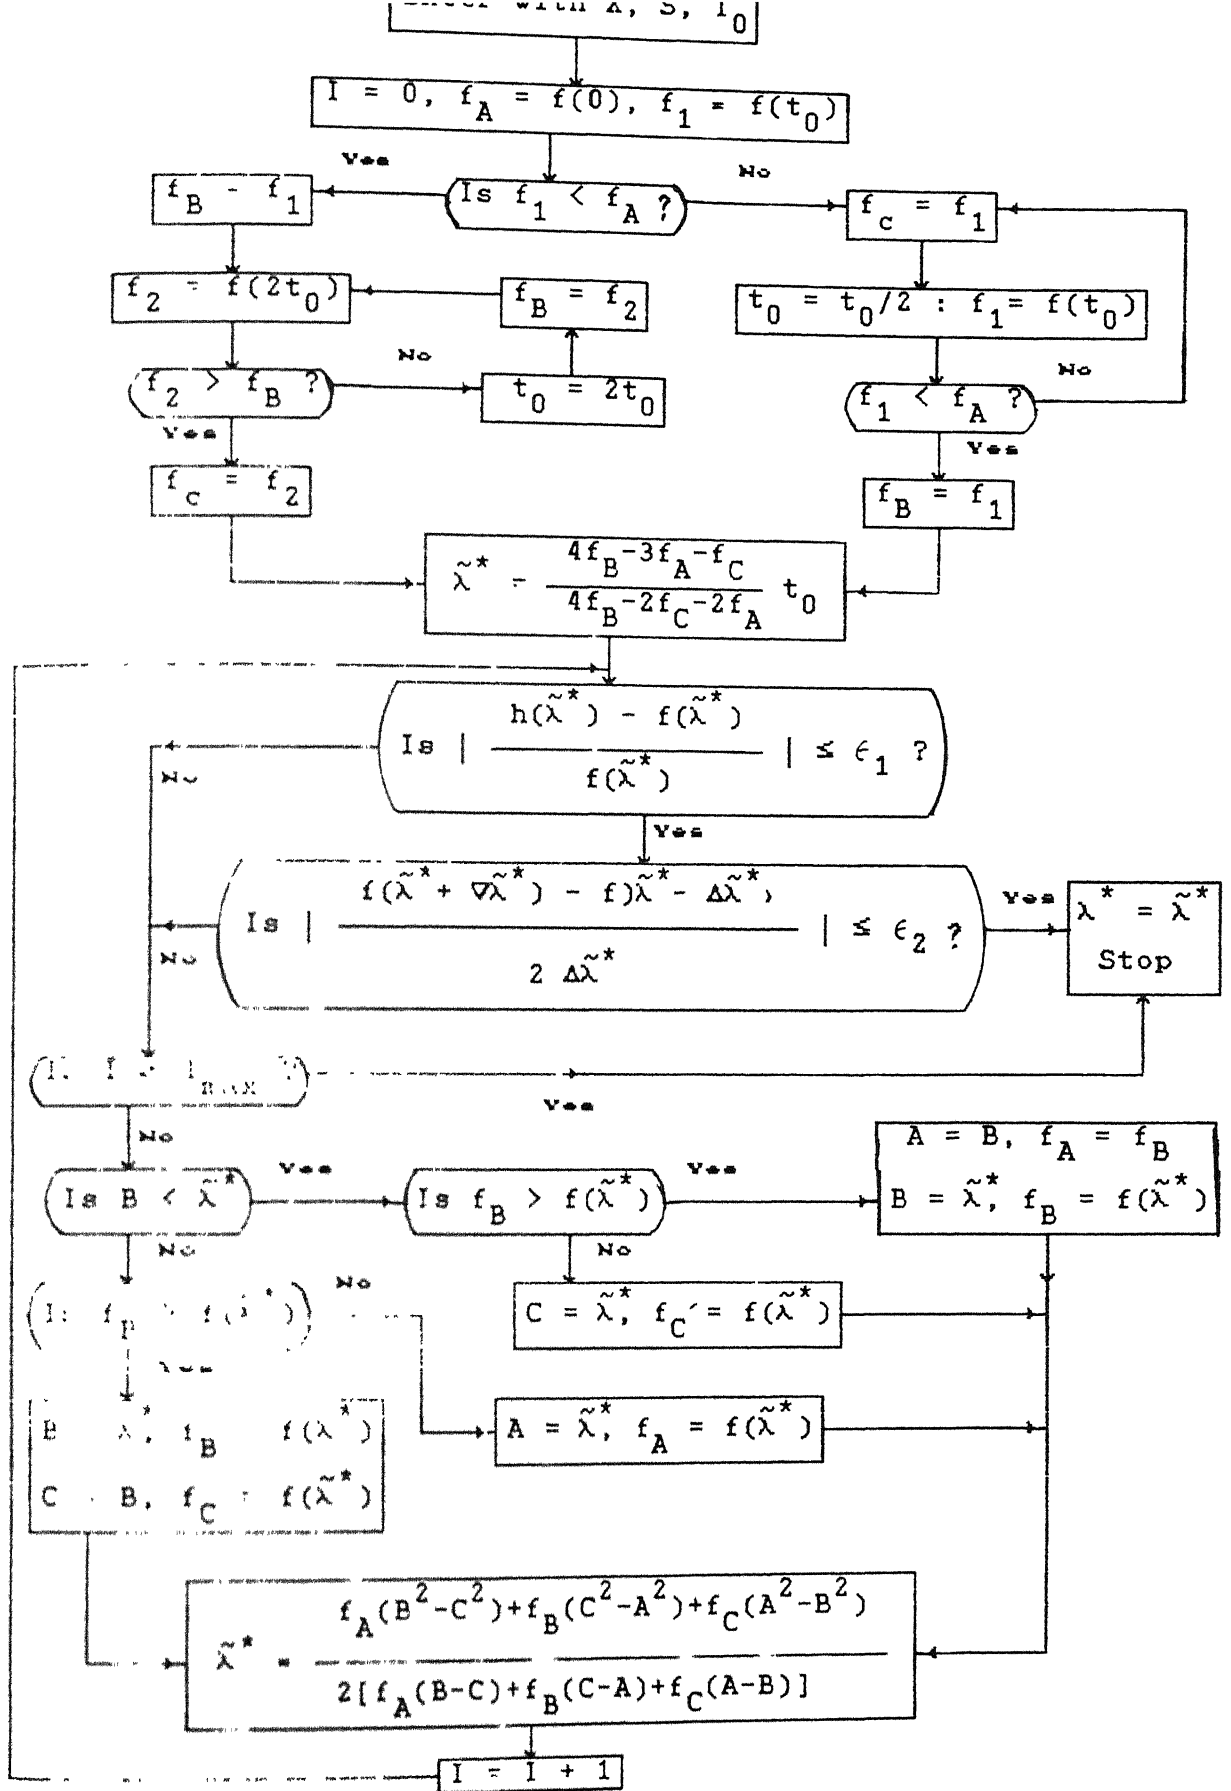 with X, S, T0
I = 0, fA = f(0), f1 = f(t0)
Yes
No
Is f1 < fA ?
fB - f1
fc = f1
f2 = f(2t0)
fB = f2
t0 = t0/2 : f1= f(t0)
No
No
f2 > fB ?
t0 = 2t0
f1 < fA ?
Yes
Yes
fc = f2
fB = f1
λ̃* = 4fB-3fA-fC
4fB-2fC-2fA t0
h(λ̃*) - f(λ̃*)
Is | | ≤ ϵ1 ?
f(λ̃*)
No
Yes
f(λ̃*+ ∇λ̃*) - f)λ̃*- Δλ̃*)
Is | | ≤ ϵ2 ?
2 Δλ̃*
Yes
No
λ* = λ̃*
Stop
I
Yes
No
A = B, fA = fB
B = λ̃*, fB = f(λ̃*)
Is B < λ̃*
Yes
Is fB > f(λ̃*)
Yes
No
No
No
f(λ̃*)
C = λ̃*, fC = f(λ̃*)
Yes
B λ*, fB f(λ*)
C - B, fC = f(λ̃*)
A = λ̃*, fA = f(λ̃*)
fA(B²-C²)+fB(C²-A²)+fC(A²-B²)
λ̃* =
2[fA(B-C)+fB(C-A)+fC(A-B)]
I = I + 1